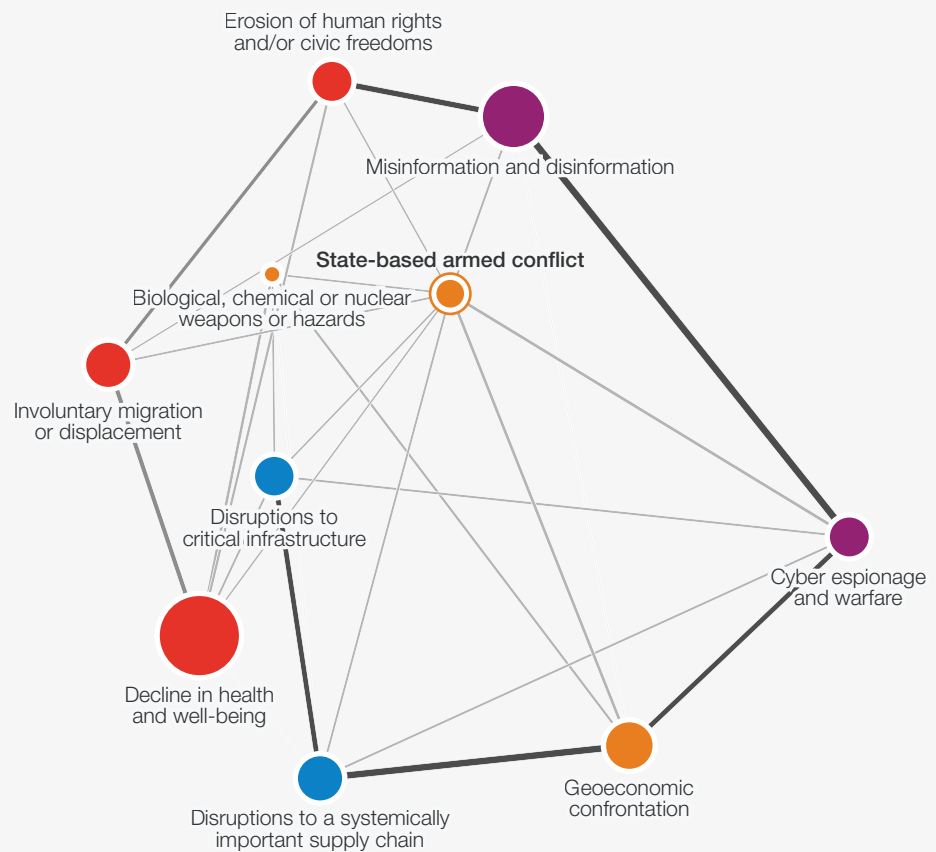 Erosion of human rights
and/or civic freedoms
Misinformation and disinformation
State-based armed conflict
Biological, chemical or nuclear
weapons or hazards
Involuntary migration
or displacement
Disruptions to
critical infrastructure
Cyber espionage
and warfare
Decline in health
and well-being
Geoeconomic
confrontation
Disruptions to a systemically
important supply chain